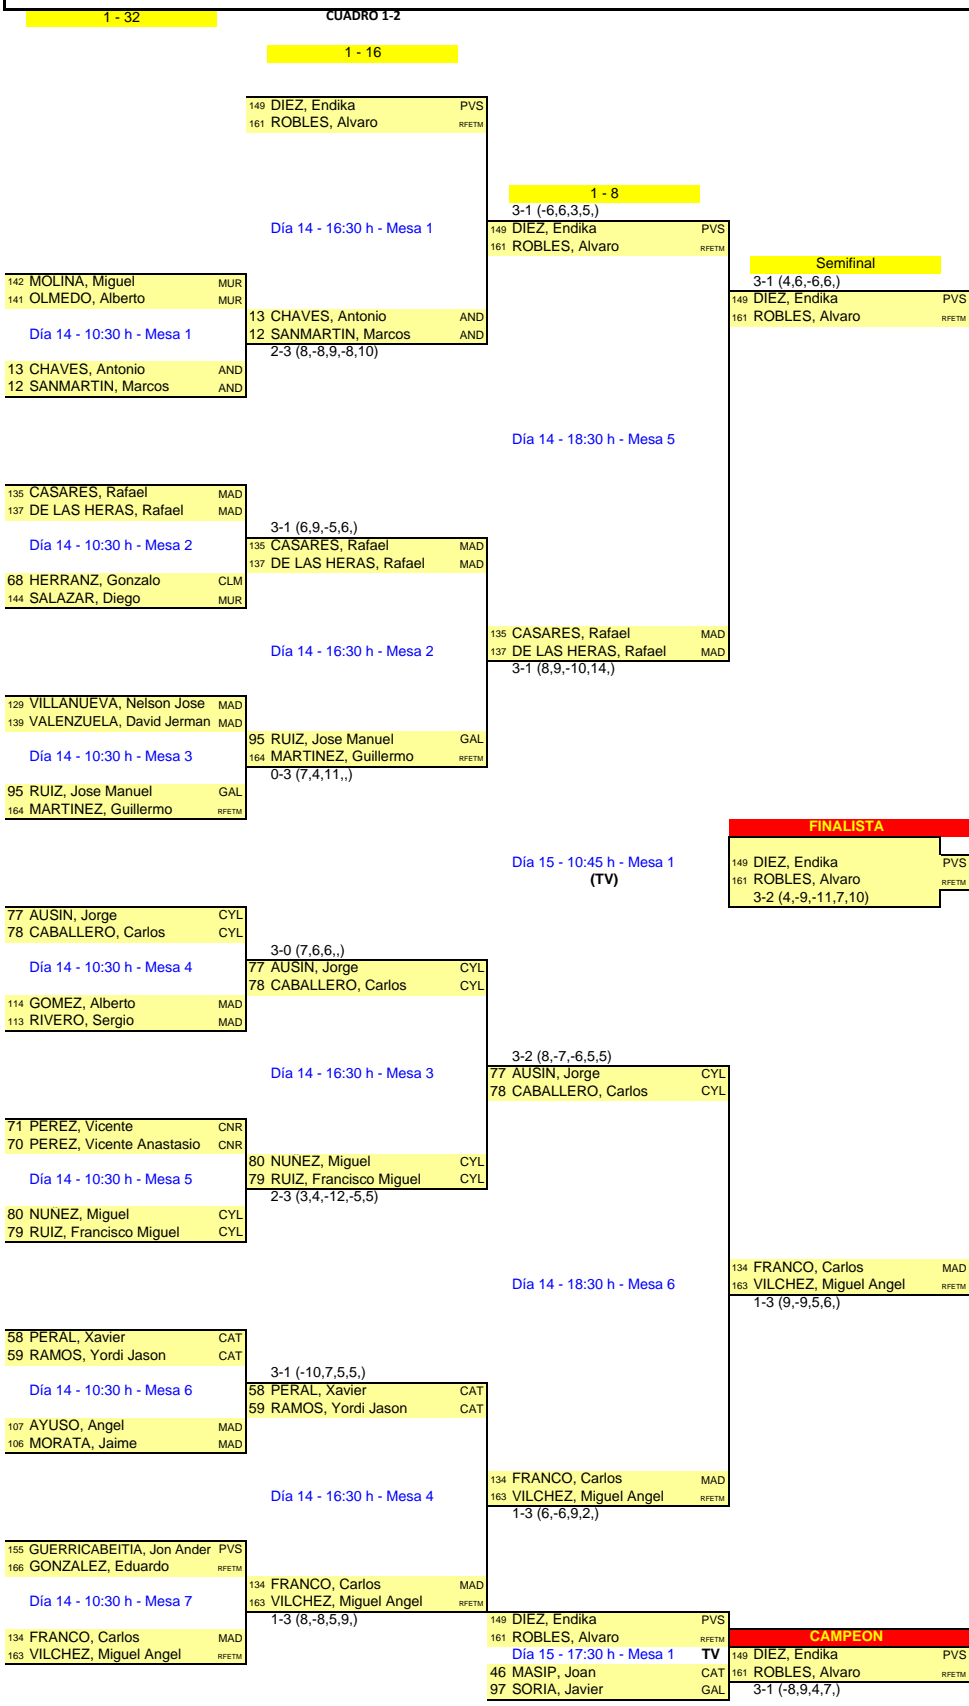 1 - 32
CUADRO 1-2
1 - 16
149 DIEZ, Endika PVS
161 ROBLES, Alvaro RFETM
1 - 8
3-1 (-6,6,3,5,)
Día 14 - 16:30 h - Mesa 1
149 DIEZ, Endika PVS
161 ROBLES, Alvaro RFETM
Semifinal
3-1 (4,6,-6,6,)
142 MOLINA, Miguel MUR
141 OLMEDO, Alberto MUR
149 DIEZ, Endika PVS
161 ROBLES, Alvaro RFETM
13 CHAVES, Antonio AND
12 SANMARTIN, Marcos AND
Día 14 - 10:30 h - Mesa 1
2-3 (8,-8,9,-8,10)
13 CHAVES, Antonio AND
12 SANMARTIN, Marcos AND
Día 14 - 18:30 h - Mesa 5
135 CASARES, Rafael MAD
137 DE LAS HERAS, Rafael MAD
3-1 (6,9,-5,6,)
Día 14 - 10:30 h - Mesa 2
135 CASARES, Rafael MAD
137 DE LAS HERAS, Rafael MAD
68 HERRANZ, Gonzalo CLM
144 SALAZAR, Diego MUR
135 CASARES, Rafael MAD
137 DE LAS HERAS, Rafael MAD
Día 14 - 16:30 h - Mesa 2
3-1 (8,9,-10,14,)
129 VILLANUEVA, Nelson Jose MAD
139 VALENZUELA, David Jerman MAD
95 RUIZ, Jose Manuel GAL
164 MARTINEZ, Guillermo RFETM
Día 14 - 10:30 h - Mesa 3
0-3 (7,4,11,,)
95 RUIZ, Jose Manuel GAL
164 MARTINEZ, Guillermo RFETM
FINALISTA
Día 15 - 10:45 h - Mesa 1
(TV)
149 DIEZ, Endika PVS
161 ROBLES, Alvaro RFETM
3-2 (4,-9,-11,7,10)
77 AUSIN, Jorge CYL
78 CABALLERO, Carlos CYL
3-0 (7,6,6,,)
Día 14 - 10:30 h - Mesa 4
77 AUSIN, Jorge CYL
78 CABALLERO, Carlos CYL
114 GOMEZ, Alberto MAD
113 RIVERO, Sergio MAD
3-2 (8,-7,-6,5,5)
Día 14 - 16:30 h - Mesa 3
77 AUSIN, Jorge CYL
78 CABALLERO, Carlos CYL
71 PEREZ, Vicente CNR
70 PEREZ, Vicente Anastasio CNR
80 NUÑEZ, Miguel CYL
79 RUIZ, Francisco Miguel CYL
Día 14 - 10:30 h - Mesa 5
2-3 (3,4,-12,-5,5)
80 NUÑEZ, Miguel CYL
79 RUIZ, Francisco Miguel CYL
134 FRANCO, Carlos MAD
163 VILCHEZ, Miguel Angel RFETM
Día 14 - 18:30 h - Mesa 6
1-3 (9,-9,5,6,)
58 PERAL, Xavier CAT
59 RAMOS, Yordi Jason CAT
3-1 (-10,7,5,5,)
Día 14 - 10:30 h - Mesa 6
58 PERAL, Xavier CAT
59 RAMOS, Yordi Jason CAT
107 AYUSO, Angel MAD
106 MORATA, Jaime MAD
134 FRANCO, Carlos MAD
163 VILCHEZ, Miguel Angel RFETM
Día 14 - 16:30 h - Mesa 4
1-3 (6,-6,9,2,)
155 GUERRICABEITIA, Jon Ander PVS
166 GONZALEZ, Eduardo RFETM
134 FRANCO, Carlos MAD
163 VILCHEZ, Miguel Angel RFETM
Día 14 - 10:30 h - Mesa 7
1-3 (8,-8,5,9,)
134 FRANCO, Carlos MAD
163 VILCHEZ, Miguel Angel RFETM
149 DIEZ, Endika PVS
161 ROBLES, Alvaro RFETM
Día 15 - 17:30 h - Mesa 1 TV
46 MASIP, Joan CAT
97 SORIA, Javier GAL
CAMPEON
149 DIEZ, Endika PVS
161 ROBLES, Alvaro RFETM
3-1 (-8,9,4,7,)